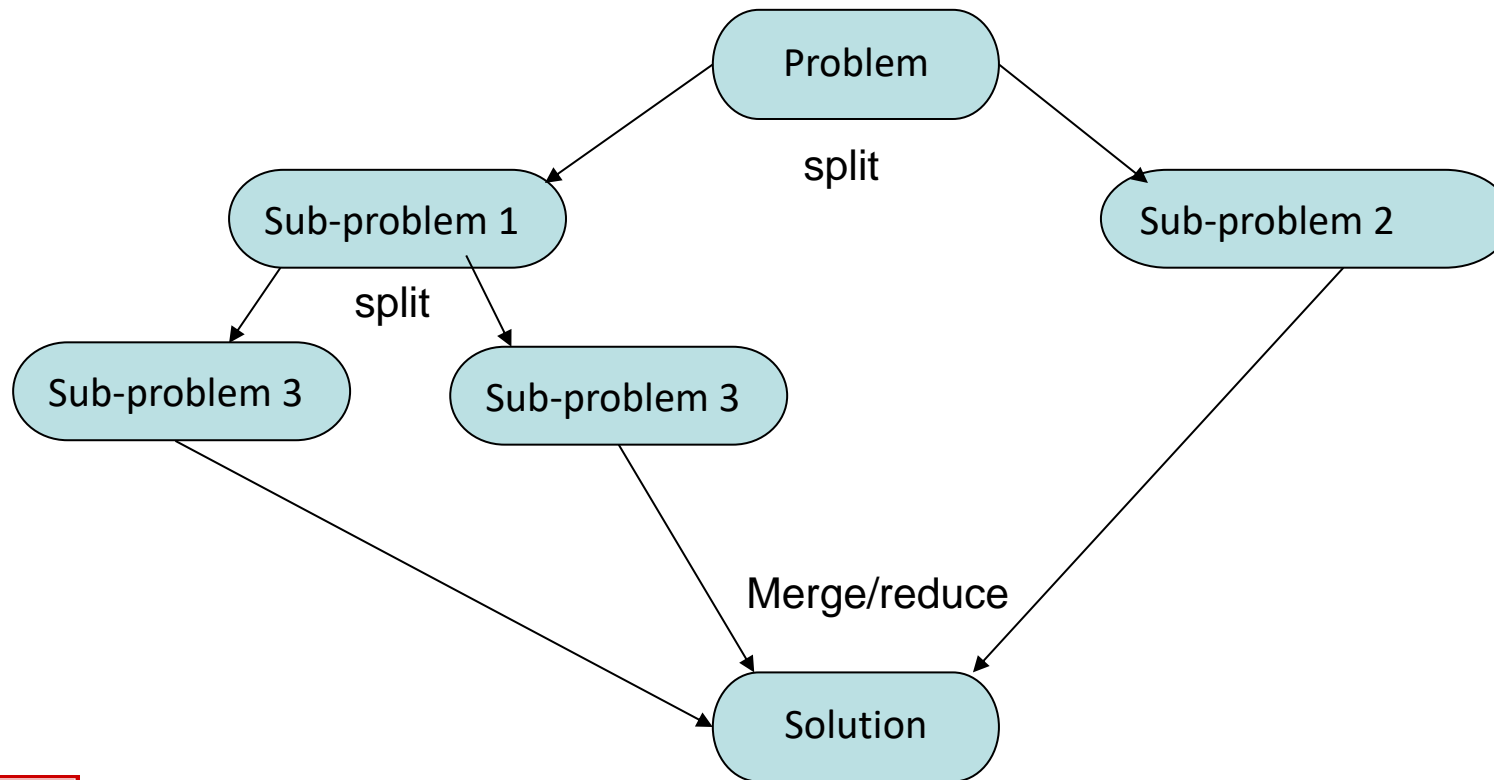 Problem
split
Sub-problem 1
Sub-problem 2
split
Sub-problem 3
Sub-problem 3
Merge/reduce
Solution